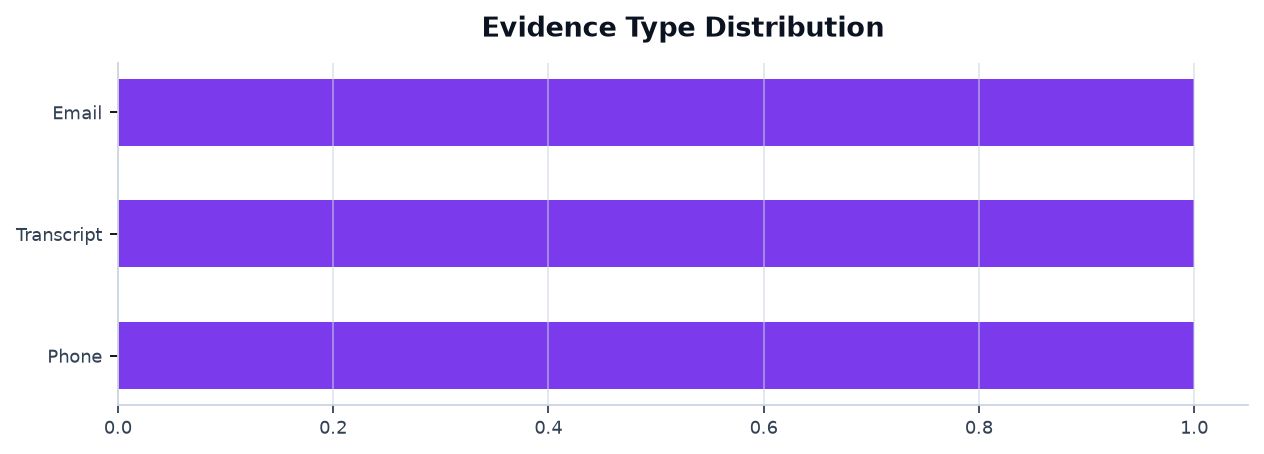 Evidence Type Distribution
Email
Transcript
Phone
0.0 0.2 0.4 0.6 0.8 1.0